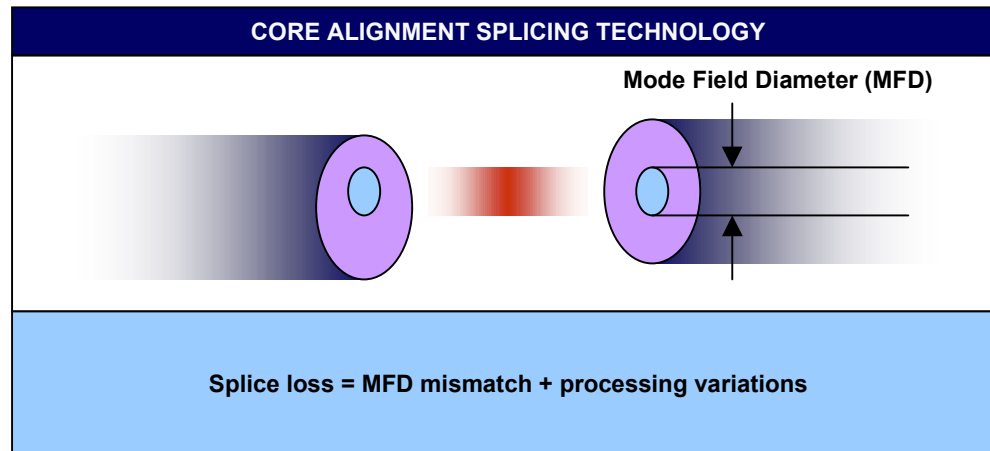 CORE ALIGNMENT SPLICING TECHNOLOGY
Mode Field Diameter (MFD)
Splice loss = MFD mismatch + processing variations